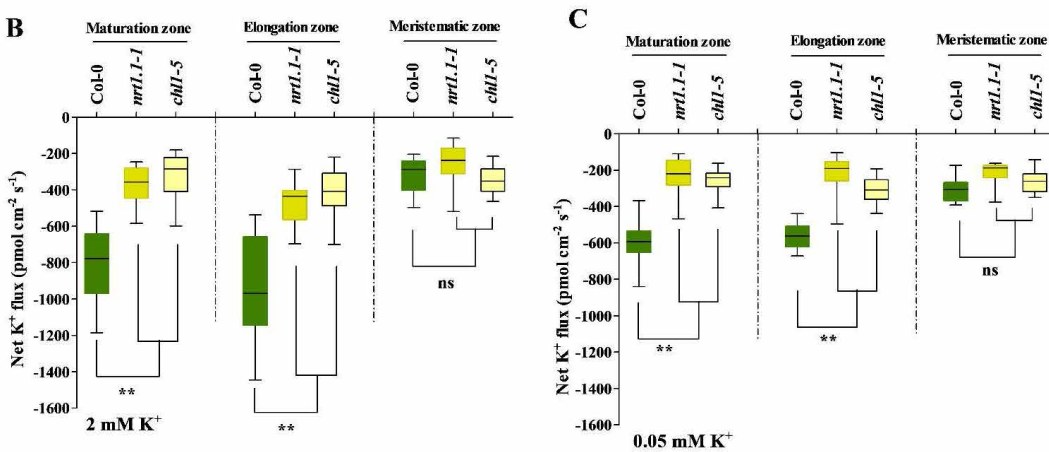 B
Maturation zone
Elongation zone
Meristematic zone
Col-0
nrt1.1-1
chl1-5
Col-0
nrt1.1-1
chl1-5
Col-0
nrt1.1-1
chl1-5
Net K⁺ flux (pmol cm⁻² s⁻¹)
0
-200
-400
-600
-800
-1000
-1200
-1400
-1600
**
**
ns
2 mM K⁺
C
Maturation zone
Elongation zone
Meristematic zone
Col-0
nrt1.1-1
chl1-5
Col-0
nrt1.1-1
chl1-5
Col-0
nrt1.1-1
chl1-5
Net K⁺ flux (pmol cm⁻² s⁻¹)
0
-200
-400
-600
-800
-1000
-1200
-1400
-1600
**
**
ns
0.05 mM K⁺